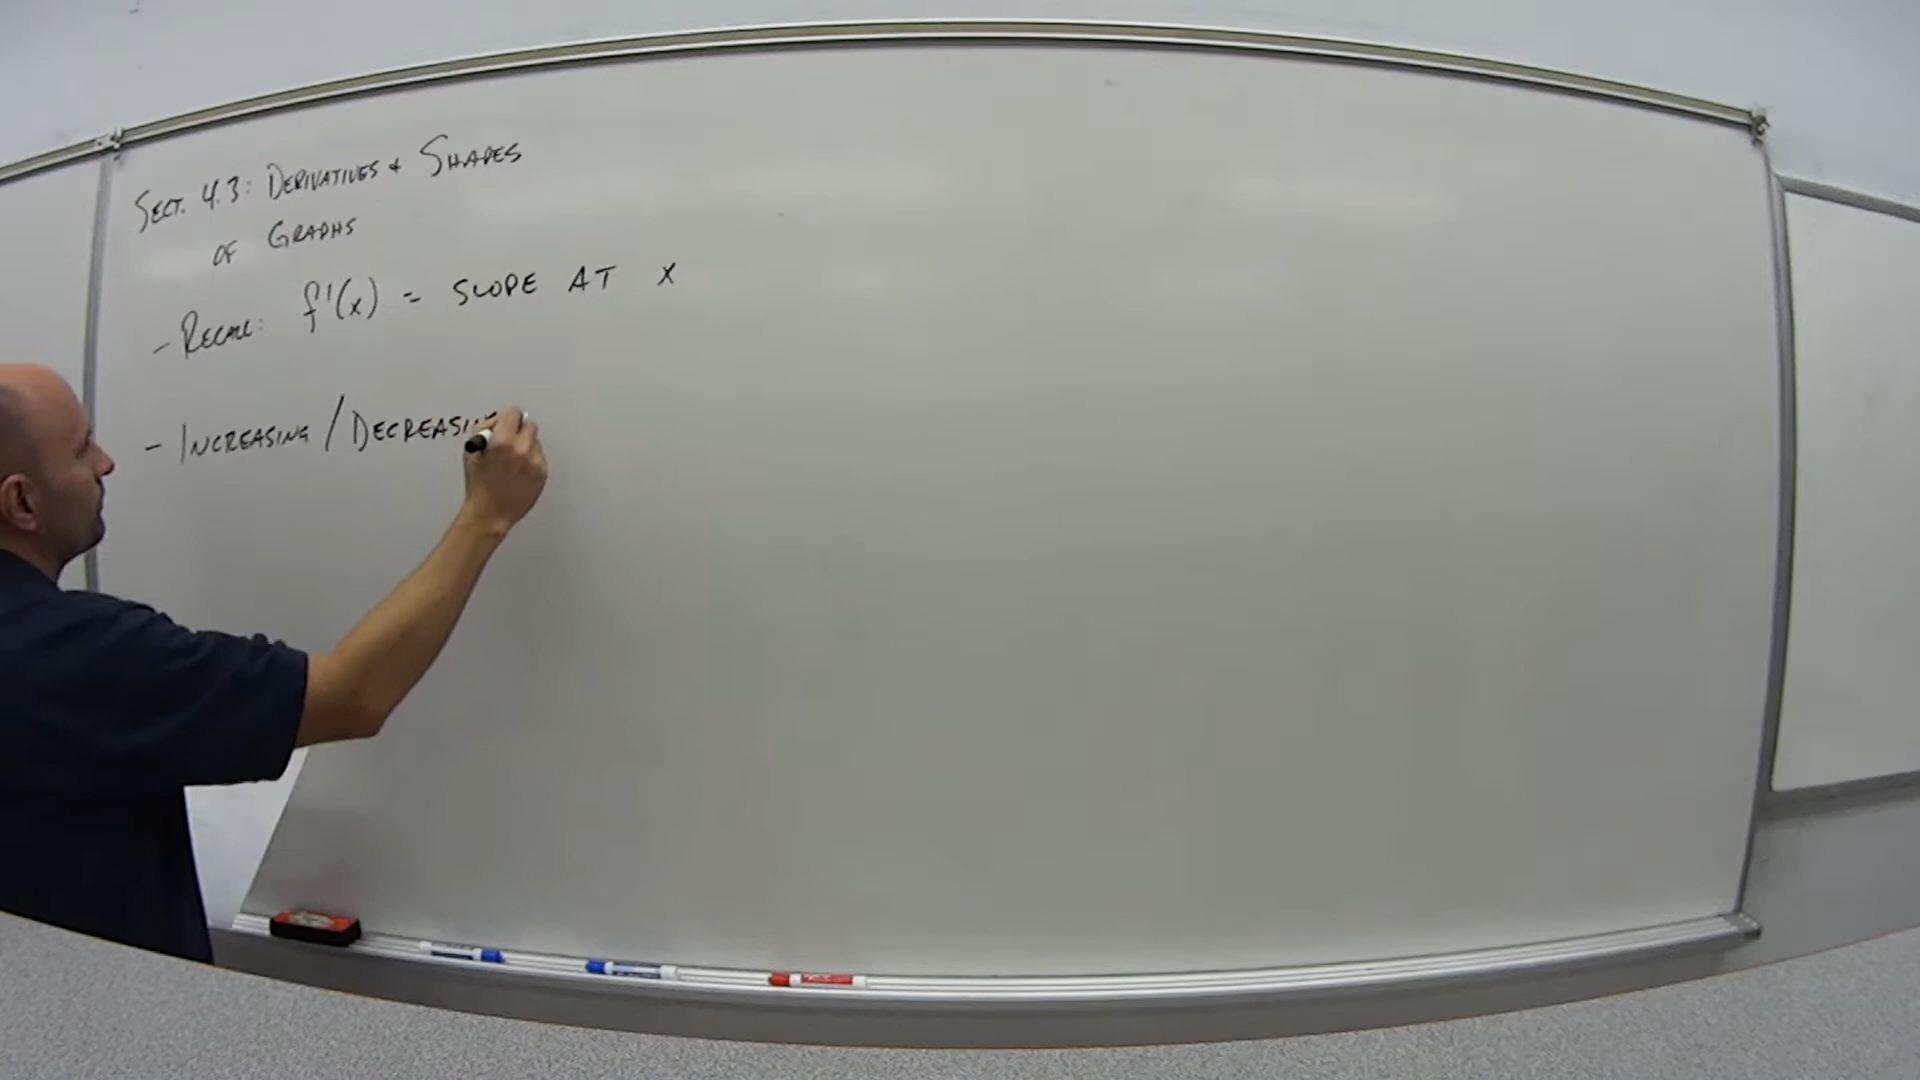 SECT. 4.3: DERIVATIVES & SHAPES
OF GRAPHS
- RECALL: f'(x) = SLOPE AT X
- INCREASING / DECREASIN